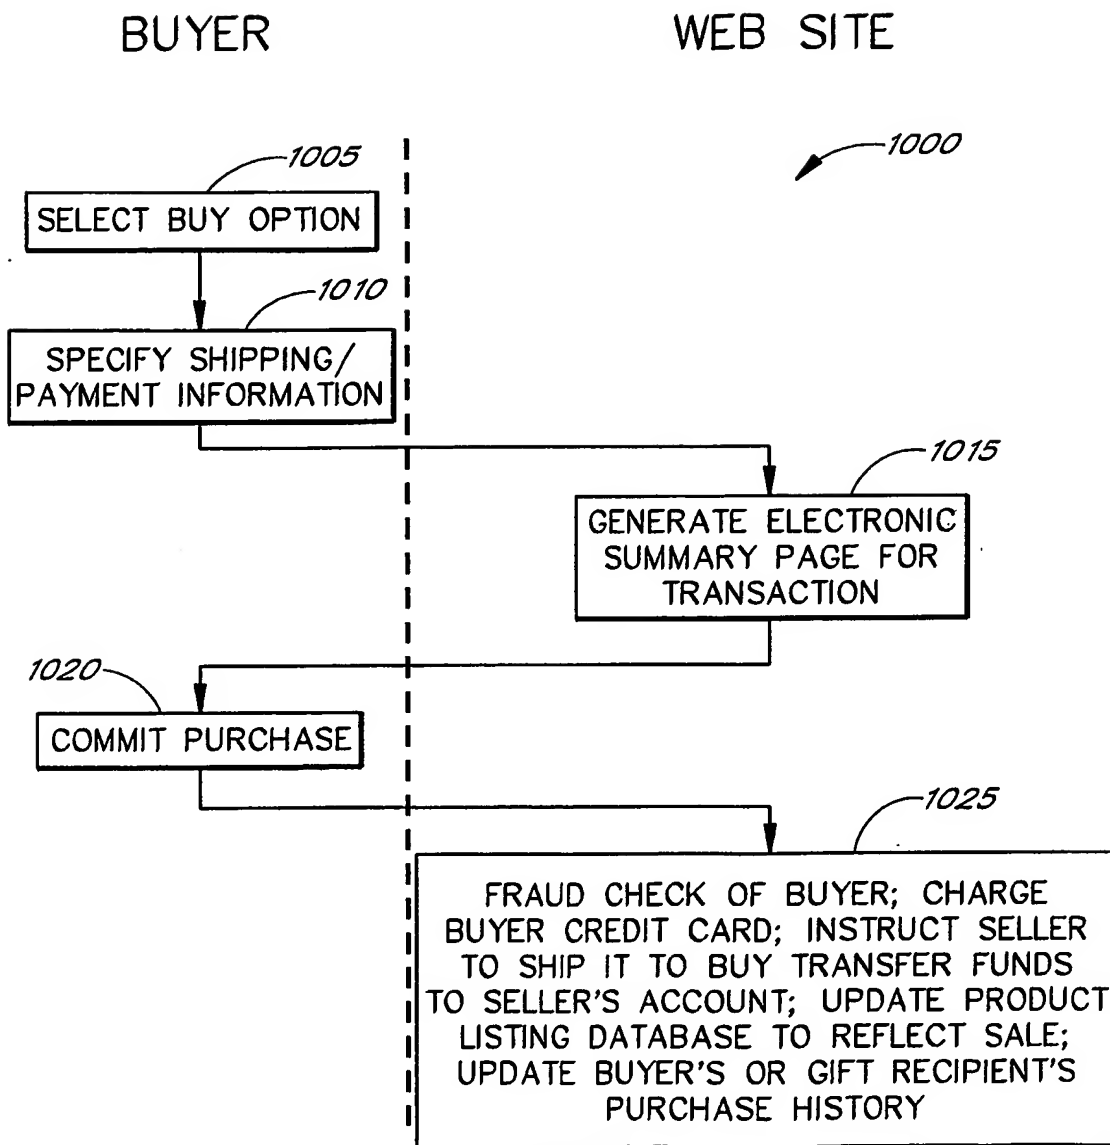 BUYER
WEB SITE
1000
1005
SELECT BUY OPTION
1010
SPECIFY SHIPPING/
PAYMENT INFORMATION
1015
GENERATE ELECTRONIC
SUMMARY PAGE FOR
TRANSACTION
1020
COMMIT PURCHASE
1025
FRAUD CHECK OF BUYER; CHARGE
BUYER CREDIT CARD; INSTRUCT SELLER
TO SHIP IT TO BUY TRANSFER FUNDS
TO SELLER'S ACCOUNT; UPDATE PRODUCT
LISTING DATABASE TO REFLECT SALE;
UPDATE BUYER'S OR GIFT RECIPIENT'S
PURCHASE HISTORY